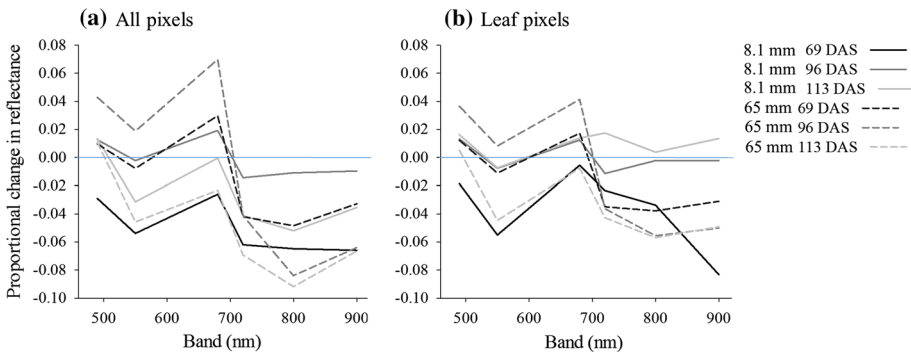 (a) All pixels
(b) Leaf pixels
Proportional change in reflectance
0.08
0.06
0.04
0.02
0.00
-0.02
-0.04
-0.06
-0.08
-0.10
500 600 700 800 900
Band (nm)
0.08
0.06
0.04
0.02
0.00
-0.02
-0.04
-0.06
-0.08
-0.10
500 600 700 800 900
Band (nm)
8.1 mm 69 DAS
8.1 mm 96 DAS
8.1 mm 113 DAS
65 mm 69 DAS
65 mm 96 DAS
65 mm 113 DAS